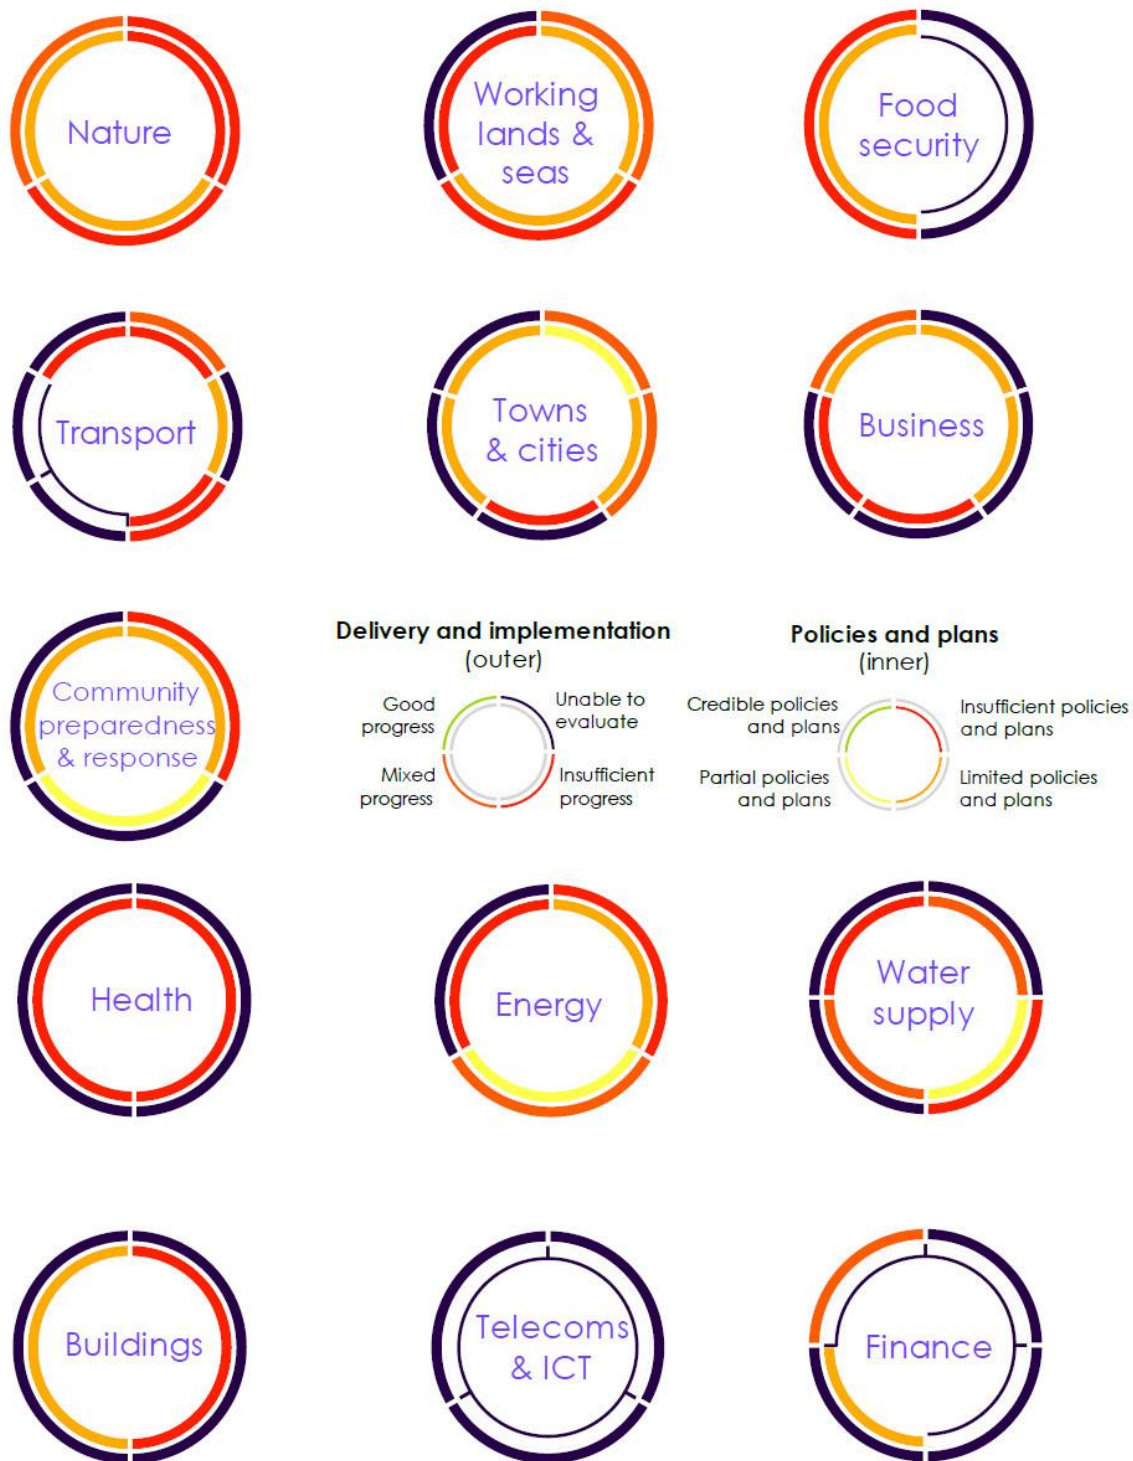 Nature
Working
lands &
seas
Food
security
Transport
Towns
& cities
Business
Community
preparedness
& response
Delivery and implementation
(outer)
Good
progress
Unable to
evaluate
Mixed
progress
Insufficient
progress
Policies and plans
(inner)
Credible policies
and plans
Insufficient policies
and plans
Partial policies
and plans
Limited policies
and plans
Health
Energy
Water
supply
Buildings
Telecoms
& ICT
Finance